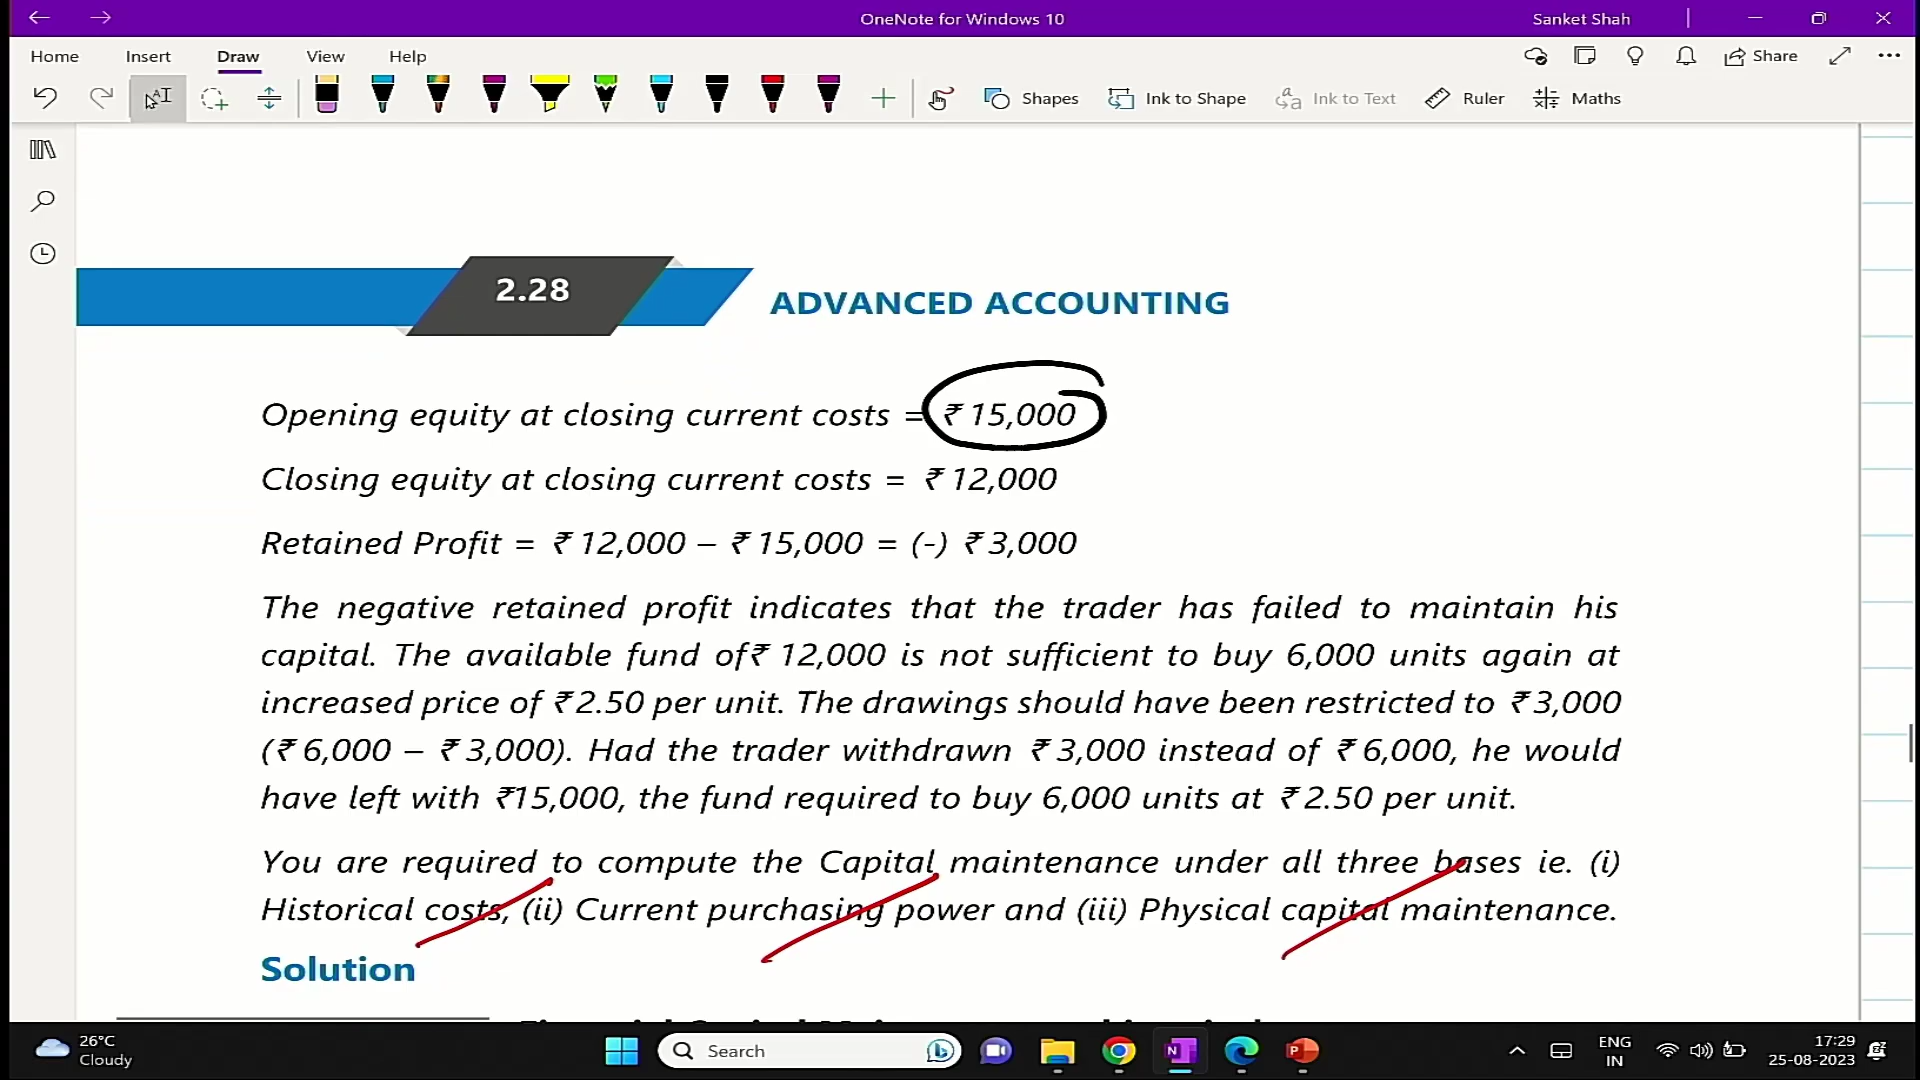 OneNote for Windows 10
Sanket Shah
Home Insert Draw View Help
Share
Shapes Ink to Shape Ink to Text Ruler Maths
2.28
ADVANCED ACCOUNTING
Opening equity at closing current costs = ₹ 15,000
Closing equity at closing current costs = ₹ 12,000
Retained Profit = ₹ 12,000 – ₹ 15,000 = (-) ₹ 3,000
The negative retained profit indicates that the trader has failed to maintain his
capital. The available fund of₹ 12,000 is not sufficient to buy 6,000 units again at
increased price of ₹ 2.50 per unit. The drawings should have been restricted to ₹ 3,000
(₹ 6,000 – ₹ 3,000). Had the trader withdrawn ₹ 3,000 instead of ₹ 6,000, he would
have left with ₹15,000, the fund required to buy 6,000 units at ₹ 2.50 per unit.
You are required to compute the Capital maintenance under all three bases ie. (i)
Historical costs, (ii) Current purchasing power and (iii) Physical capital maintenance.
Solution
26°C
Cloudy
Search
ENG
IN
17:29
25-08-2023